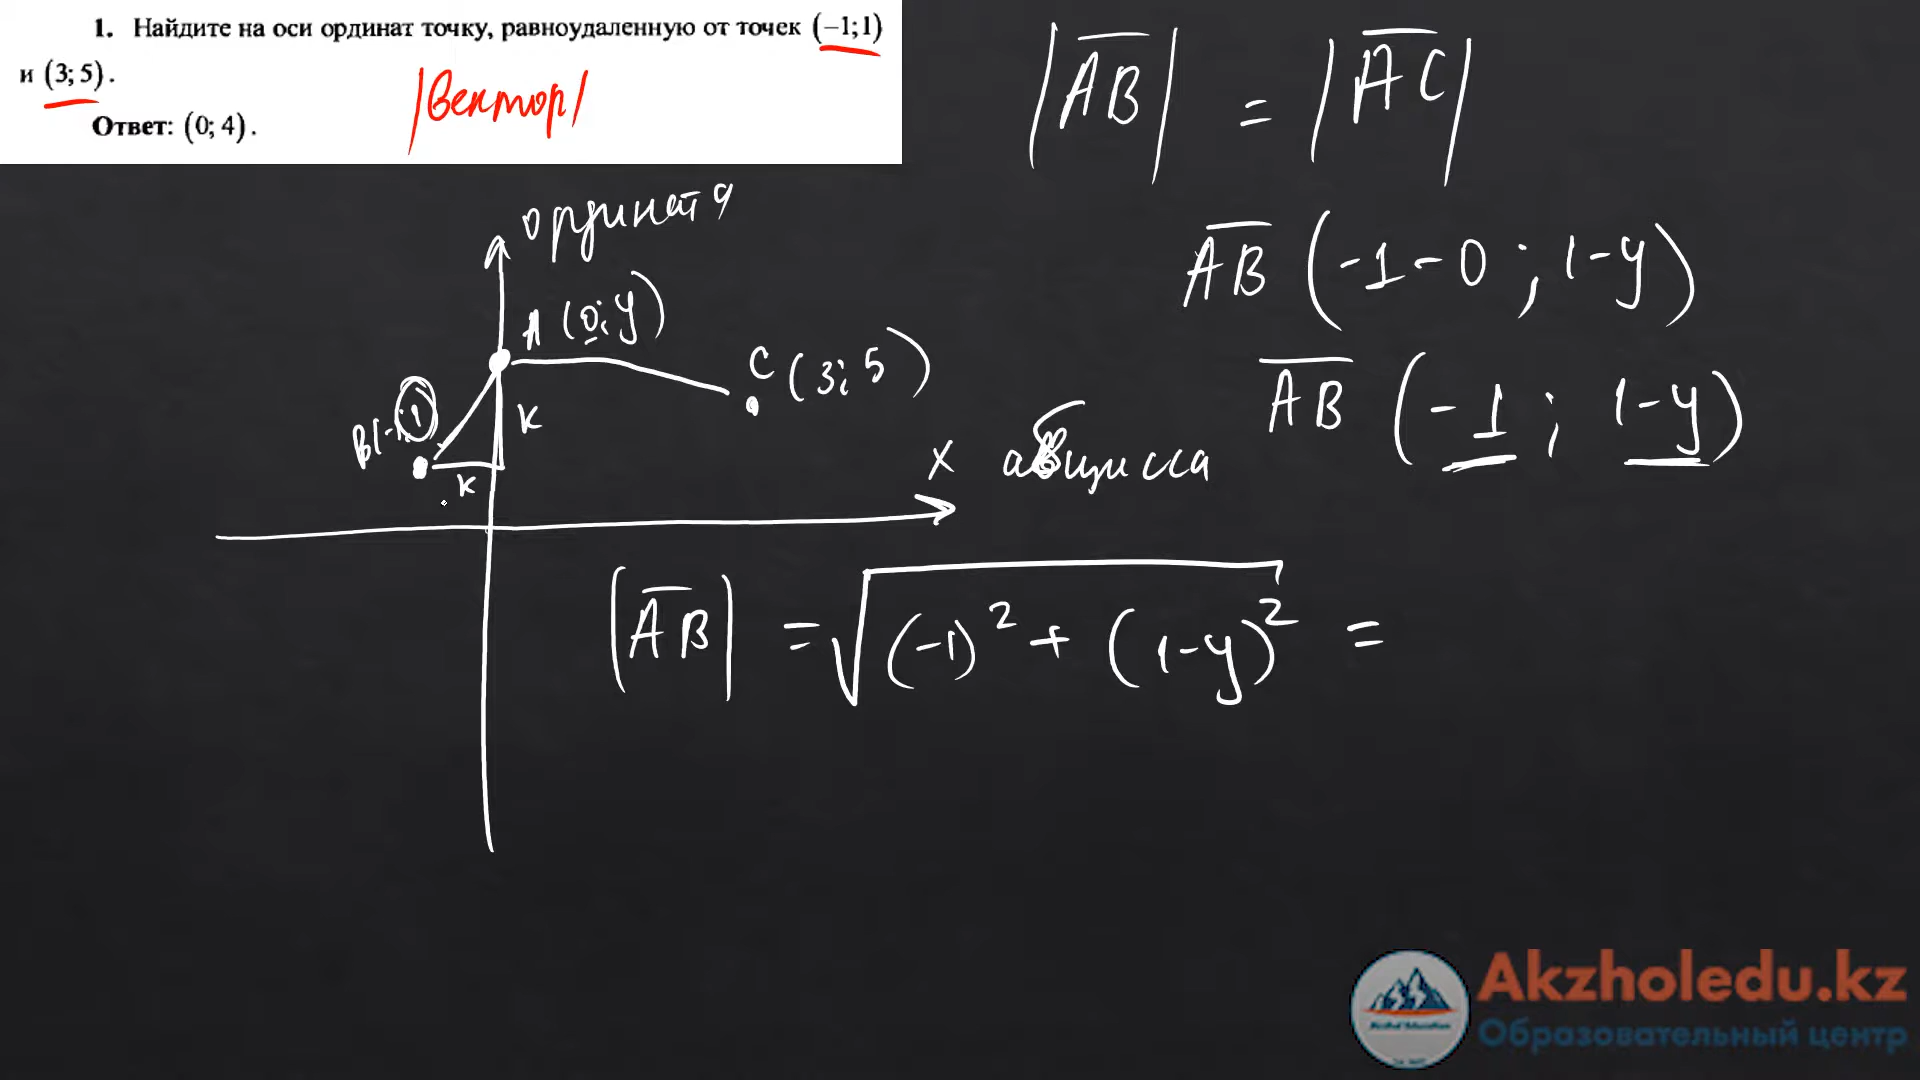 1. Найдите на оси ординат точку, равноудаленную от точек (−1;1)
и (3; 5).
Ответ: (0; 4).
|Вектор|
|AB| = |AC|
ордината
AB (-1-0 ; 1-y)
A (0; y)
C (3; 5)
AB (-1 ; 1-y)
B(-1;1)
K
K
X абцисса
|AB| = √(-1)² + (1-y)² =
Akzholedu.kz
Образовательный центр